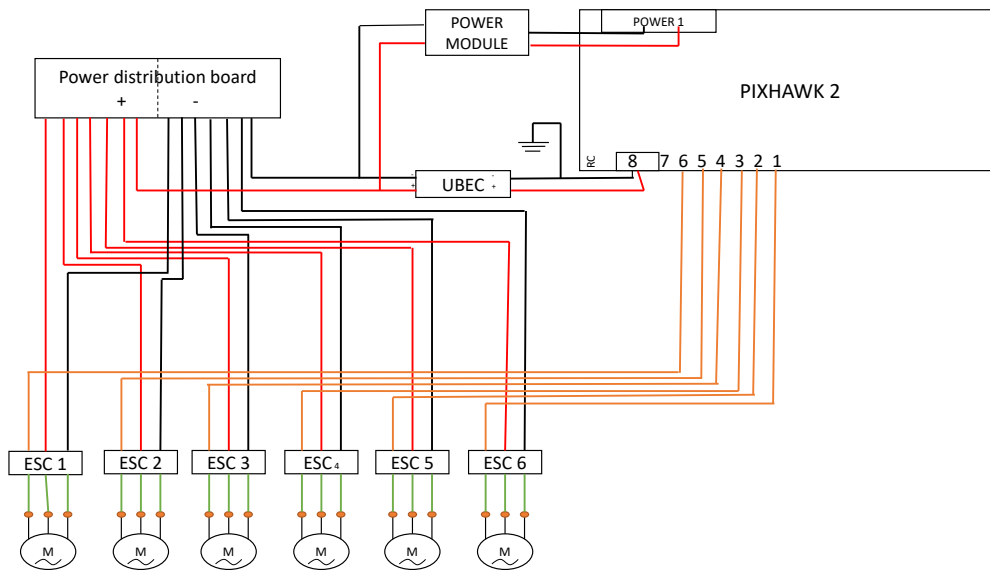 POWER
MODULE
POWER 1
PIXHAWK 2
Power distribution board
+ -
RC 8 7 6 5 4 3 2 1
- -
+ +
UBEC
ESC 1 ESC 2 ESC 3 ESC 4 ESC 5 ESC 6
M M M M M M